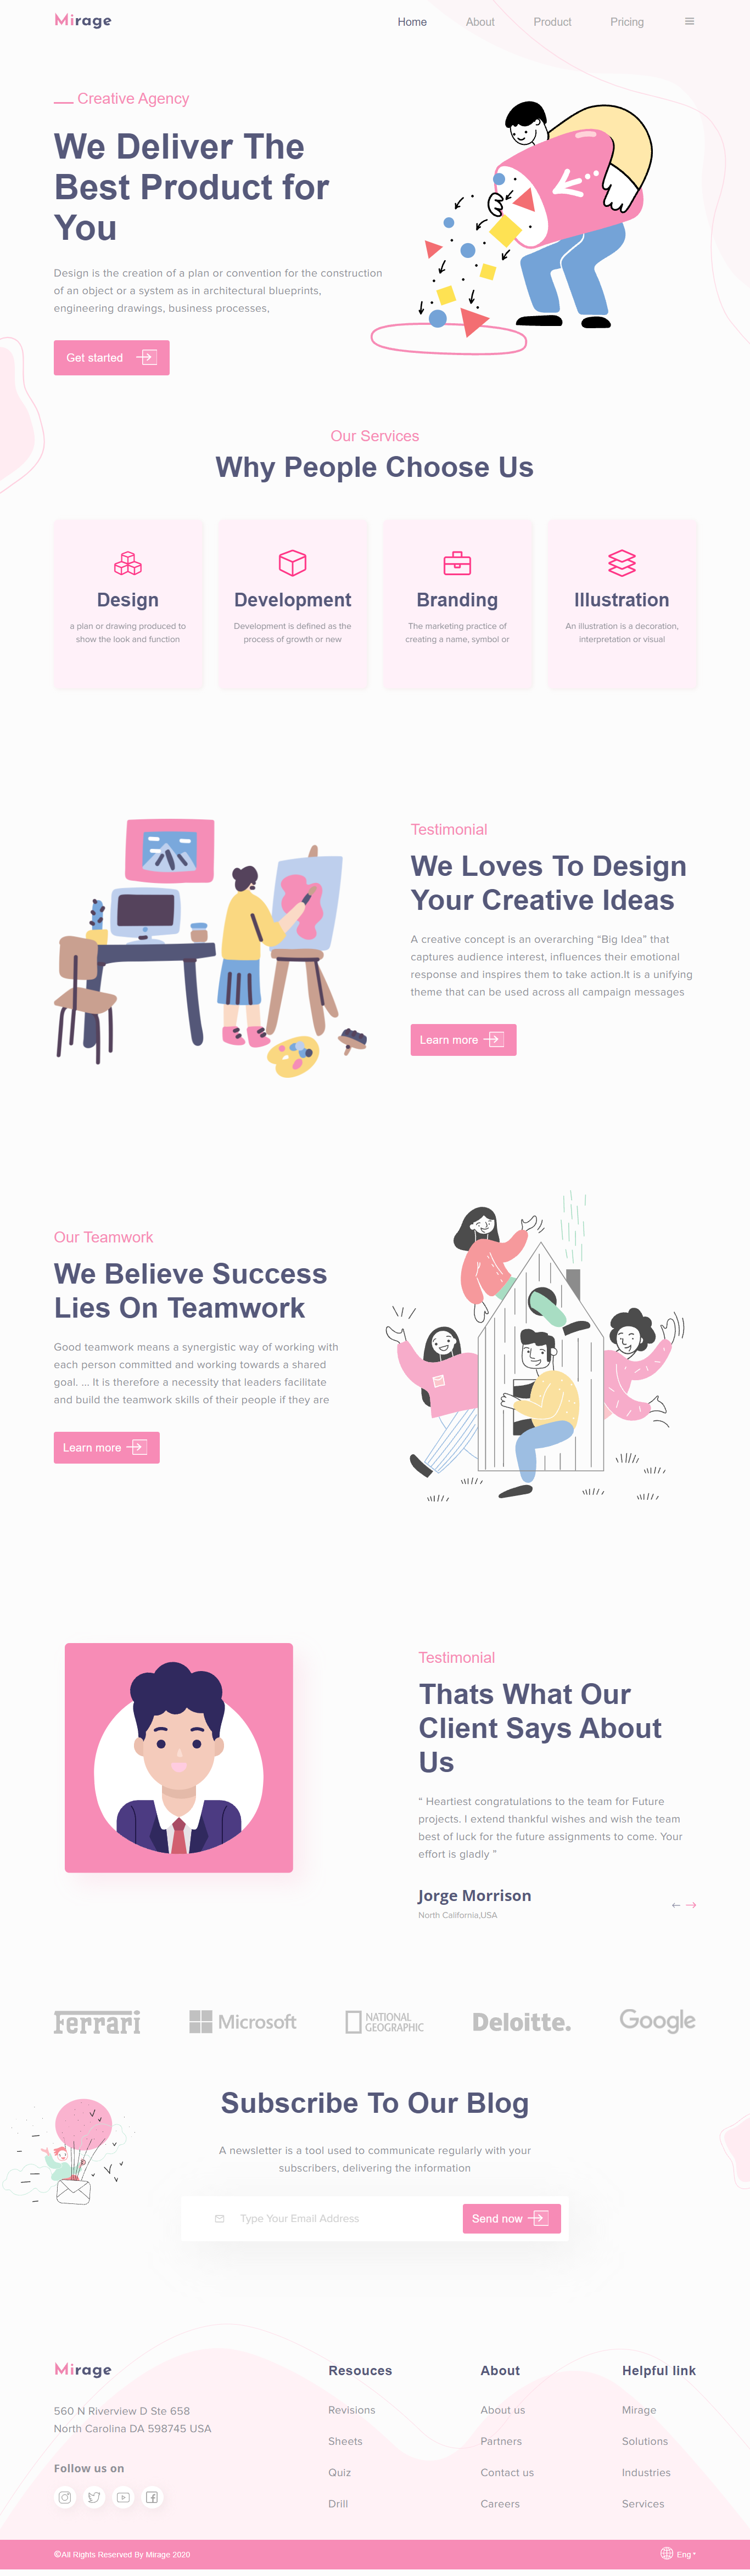 Mirage
Home About Product Pricing
Creative Agency
We Deliver The
Best Product for
You
Design is the creation of a plan or convention for the construction
of an object or a system as in architectural blueprints,
engineering drawings, business processes,
Get started
Our Services
Why People Choose Us
Design
a plan or drawing produced to
show the look and function
Development
Development is defined as the
process of growth or new
Branding
The marketing practice of
creating a name, symbol or
Illustration
An illustration is a decoration,
interpretation or visual
Testimonial
We Loves To Design
Your Creative Ideas
A creative concept is an overarching “Big Idea” that
captures audience interest, influences their emotional
response and inspires them to take action.It is a unifying
theme that can be used across all campaign messages
Learn more
Our Teamwork
We Believe Success
Lies On Teamwork
Good teamwork means a synergistic way of working with
each person committed and working towards a shared
goal. ... It is therefore a necessity that leaders facilitate
and build the teamwork skills of their people if they are
Learn more
Testimonial
Thats What Our
Client Says About
Us
“ Heartiest congratulations to the team for Future
projects. I extend thankful wishes and wish the team
best of luck for the future assignments to come. Your
effort is gladly ”
Jorge Morrison
North California,USA
Ferrari Microsoft NATIONAL GEOGRAPHIC Deloitte. Google
Subscribe To Our Blog
A newsletter is a tool used to communicate regularly with your
subscribers, delivering the information
Type Your Email Address
Send now
Mirage
560 N Riverview D Ste 658
North Carolina DA 598745 USA
Follow us on
Resouces
Revisions
Sheets
Quiz
Drill
About
About us
Partners
Contact us
Careers
Helpful link
Mirage
Solutions
Industries
Services
©All Rights Reserved By Mirage 2020
Eng